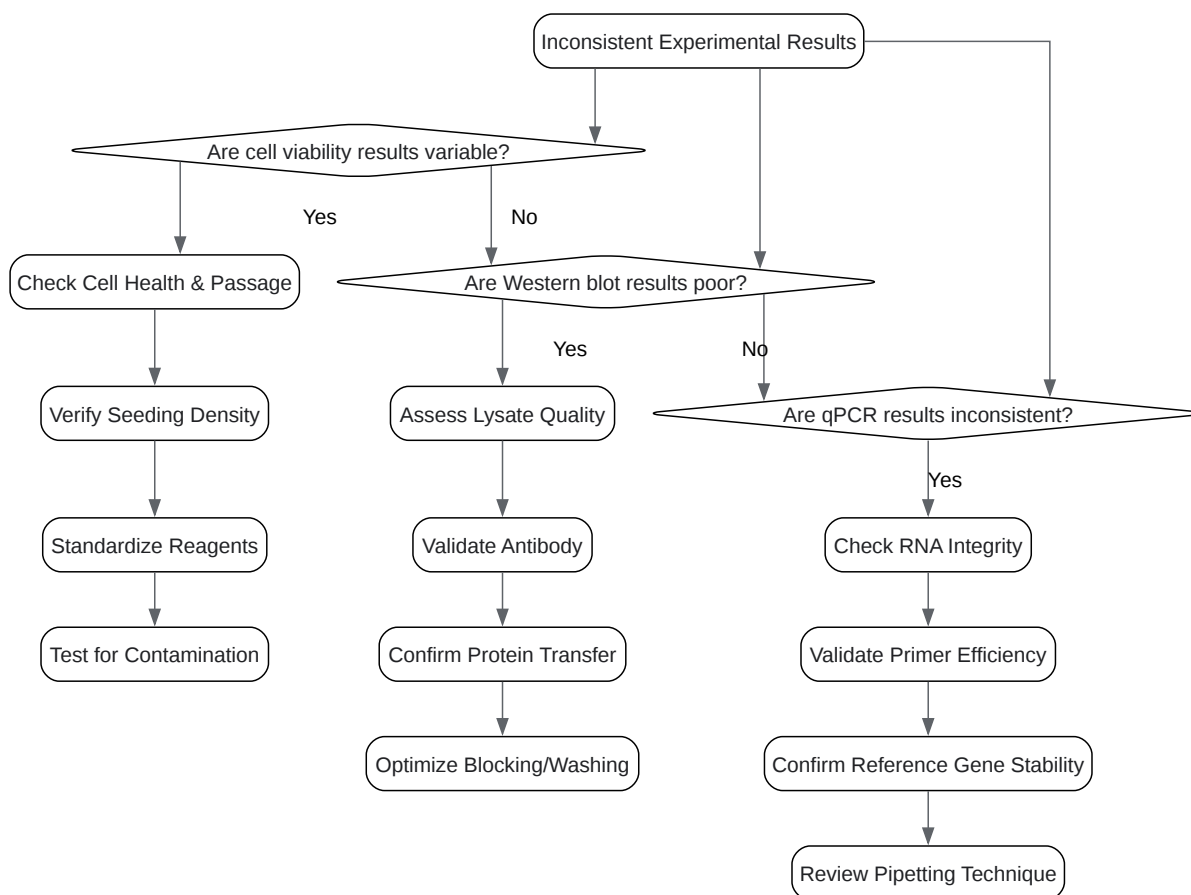 Inconsistent Experimental Results
Are cell viability results variable?
Yes
No
Check Cell Health & Passage
Are Western blot results poor?
Yes
No
Verify Seeding Density
Assess Lysate Quality
Are qPCR results inconsistent?
Yes
Standardize Reagents
Validate Antibody
Check RNA Integrity
Test for Contamination
Confirm Protein Transfer
Validate Primer Efficiency
Optimize Blocking/Washing
Confirm Reference Gene Stability
Review Pipetting Technique